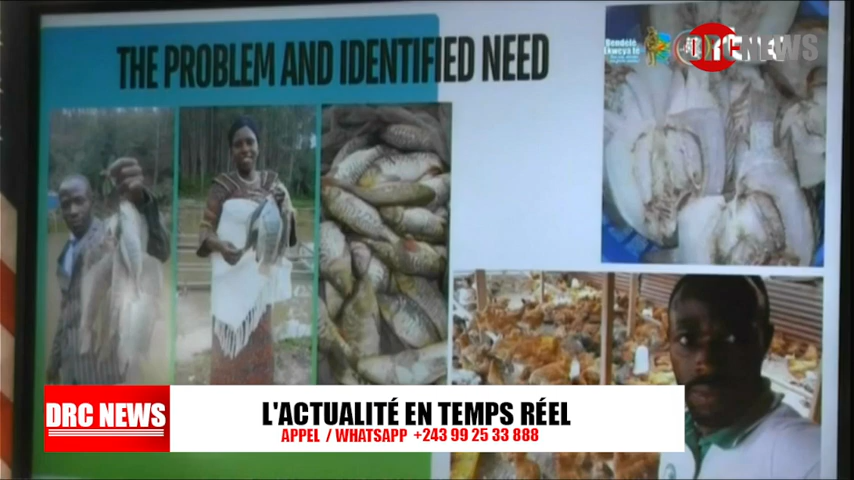 THE PROBLEM AND IDENTIFIED NEED
DRC NEWS
DRC NEWS
L'ACTUALITÉ EN TEMPS RÉEL
APPEL / WHATSAPP +243 99 25 33 888